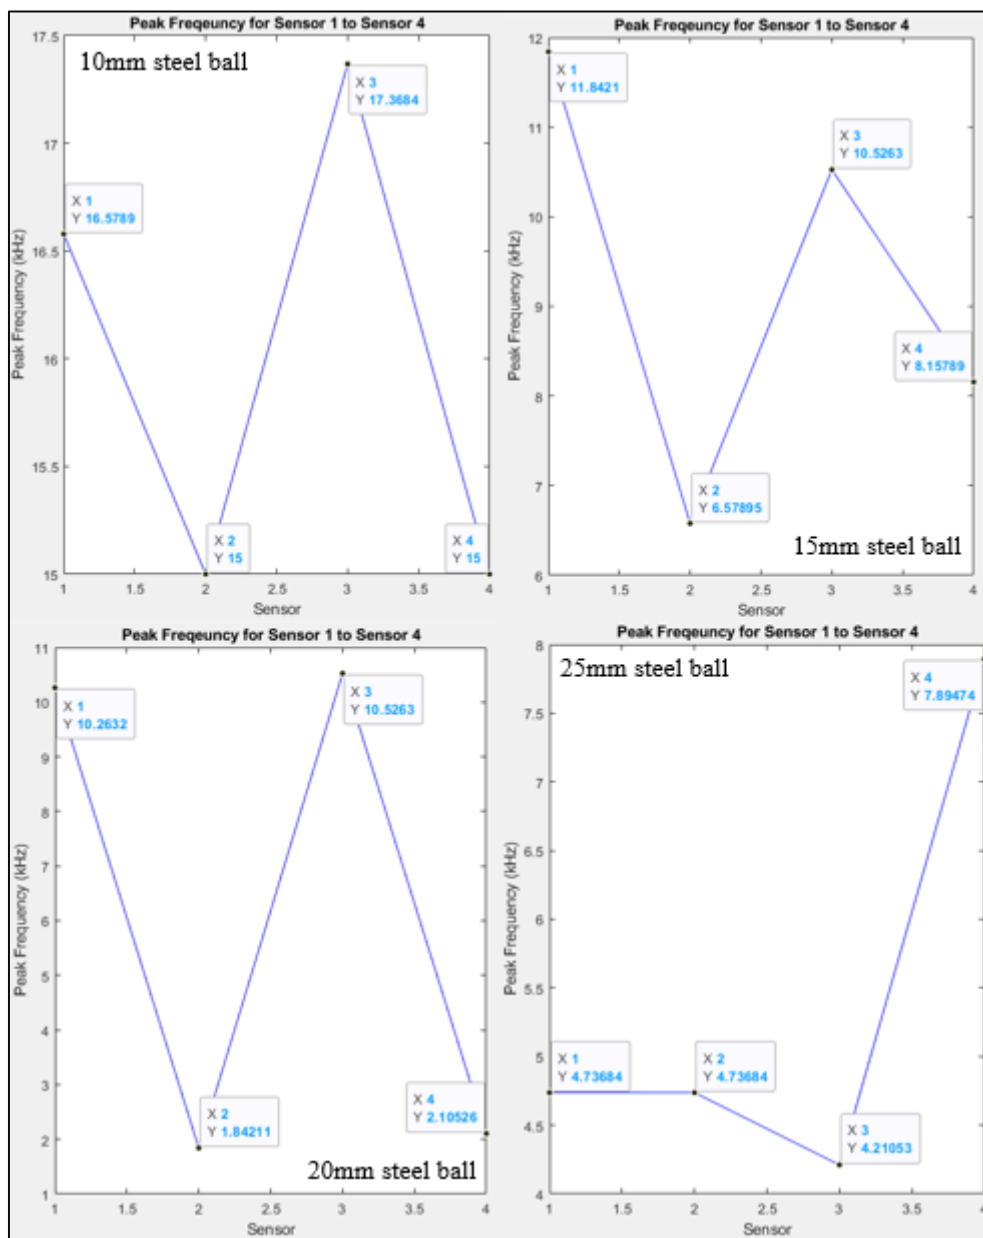 Peak Freqeuncy for Sensor 1 to Sensor 4
10mm steel ball
17.5
17
16.5
16
15.5
15
Peak Frequency (kHz)
X 1
Y 16.5789
X 2
Y 15
X 3
Y 17.3684
X 4
Y 15
1 1.5 2 2.5 3 3.5 4
Sensor
Peak Freqeuncy for Sensor 1 to Sensor 4
12
11
10
9
8
7
6
Peak Frequency (kHz)
X 1
Y 11.8421
X 3
Y 10.5263
X 4
Y 8.15789
X 2
Y 6.57895
15mm steel ball
1 1.5 2 2.5 3 3.5 4
Sensor
Peak Freqeuncy for Sensor 1 to Sensor 4
11
10
9
8
7
6
5
4
3
2
1
Peak Frequency (kHz)
X 1
Y 10.2632
X 3
Y 10.5263
X 2
Y 1.84211
X 4
Y 2.10526
20mm steel ball
1 1.5 2 2.5 3 3.5 4
Sensor
Peak Freqeuncy for Sensor 1 to Sensor 4
25mm steel ball
8
7.5
7
6.5
6
5.5
5
4.5
4
Peak Frequency (kHz)
X 4
Y 7.89474
X 1
Y 4.73684
X 2
Y 4.73684
X 3
Y 4.21053
1 1.5 2 2.5 3 3.5 4
Sensor